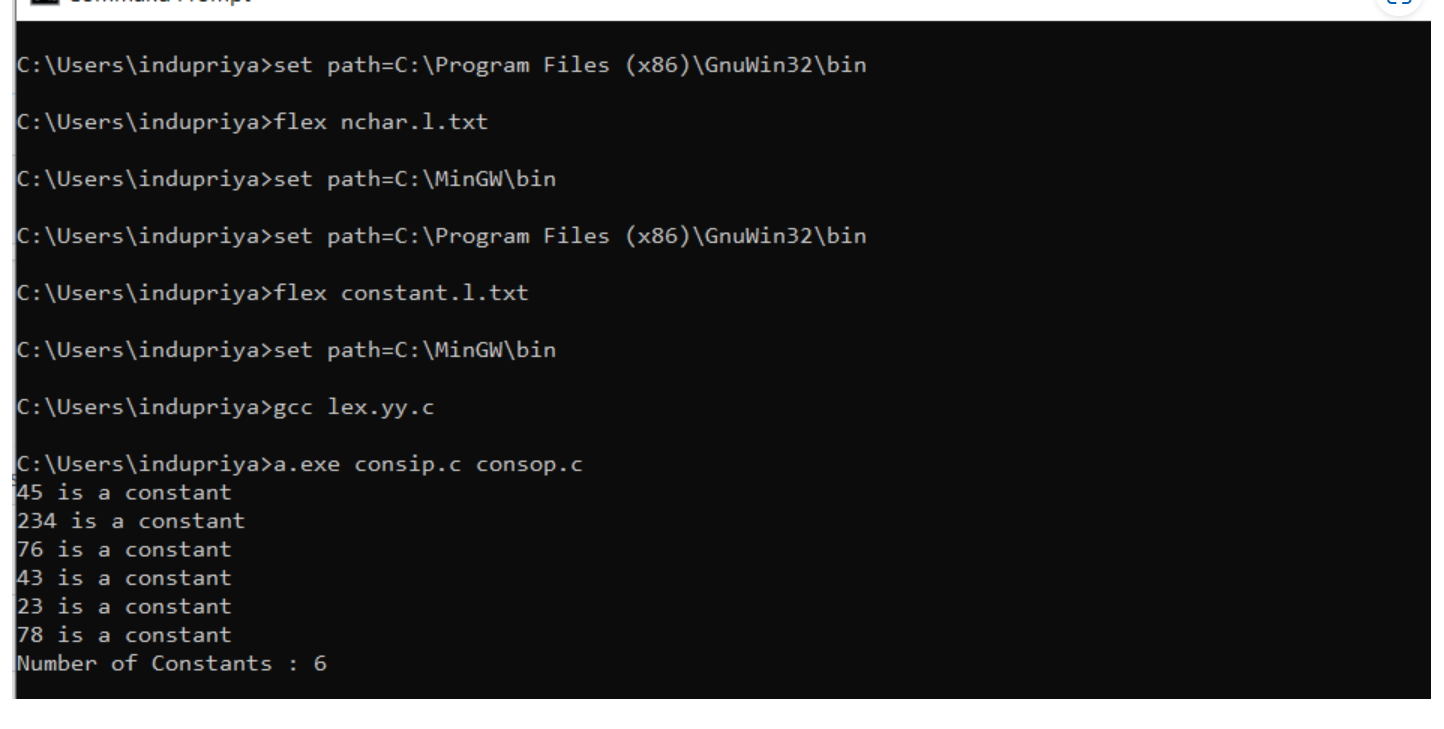 C:\Users\indupriya>set path=C:\Program Files (x86)\GnuWin32\bin
C:\Users\indupriya>flex nchar.l.txt
C:\Users\indupriya>set path=C:\MinGW\bin
C:\Users\indupriya>set path=C:\Program Files (x86)\GnuWin32\bin
C:\Users\indupriya>flex constant.l.txt
C:\Users\indupriya>set path=C:\MinGW\bin
C:\Users\indupriya>gcc lex.yy.c
C:\Users\indupriya>a.exe consip.c consop.c
45 is a constant
234 is a constant
76 is a constant
43 is a constant
23 is a constant
78 is a constant
Number of Constants : 6